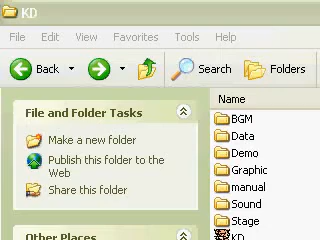 KD
File Edit View Favorites Tools Help
Back Search Folders
File and Folder Tasks
Make a new folder
Publish this folder to the
Web
Share this folder
Other Places
Name
BGM
Data
Demo
Graphic
manual
Sound
Stage
KD